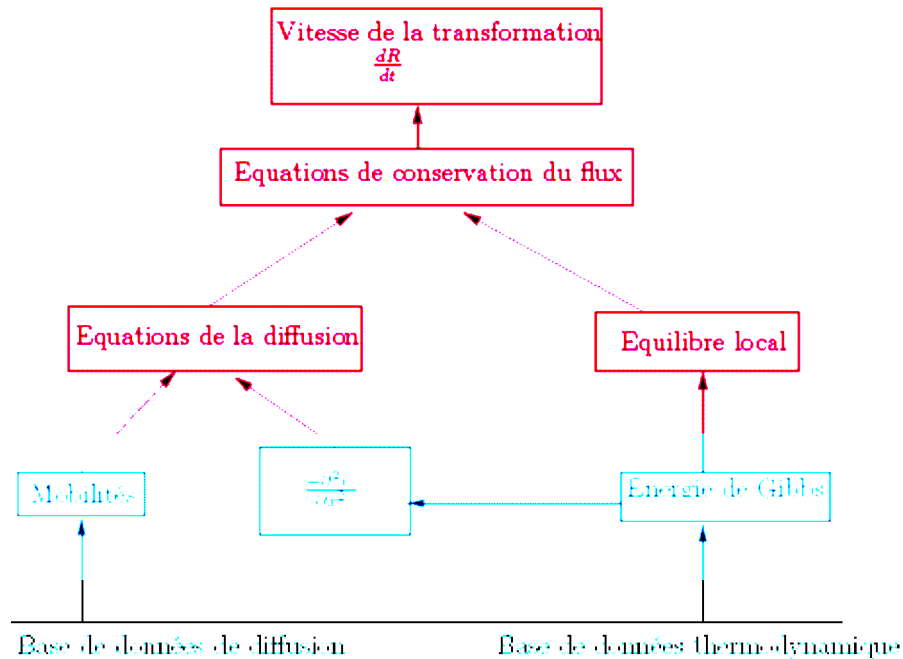 Vitesse de la transformation
dR
dt
Equations de conservation du flux
Equations de la diffusion
Equilibre local
Mobilités
Energie de Gibbs
Base de données de diffusion
Base de données thermodynamique